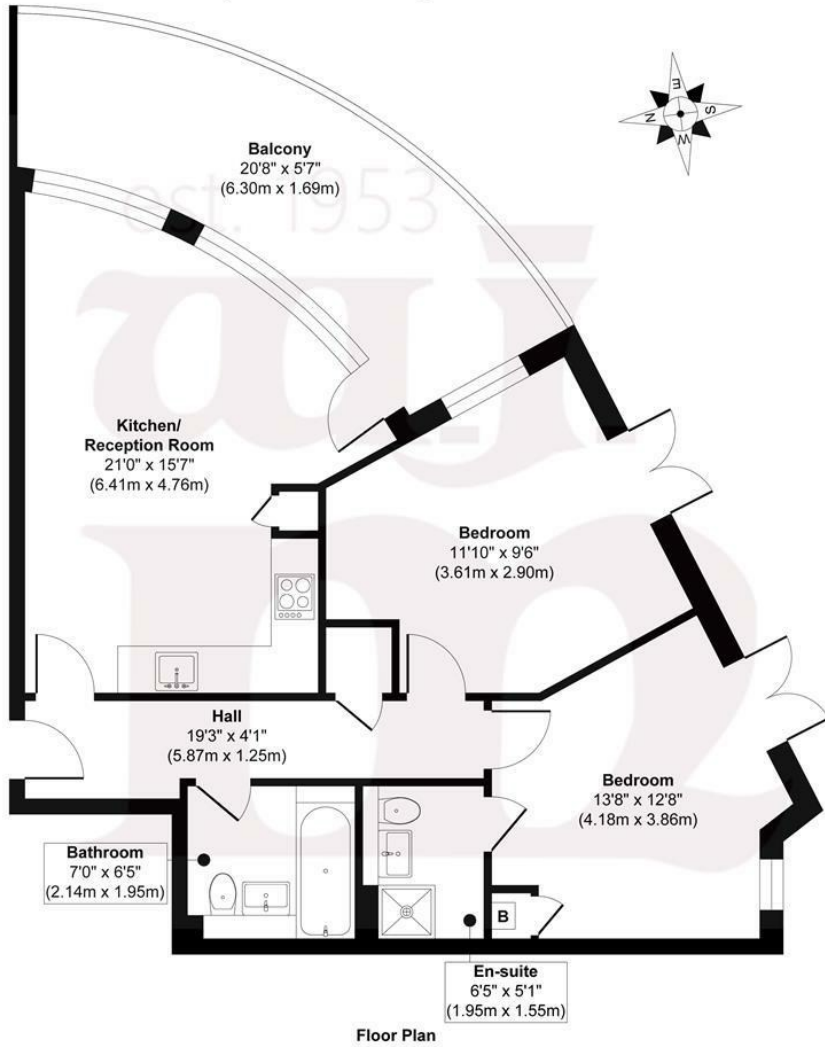 Balcony
20'8" x 5'7"
(6.30m x 1.69m)
est. 1953
w.j.
m
E
S
N
W
Kitchen/
Reception Room
21'0" x 15'7"
(6.41m x 4.76m)
Bedroom
11'10" x 9'6"
(3.61m x 2.90m)
Hall
19'3" x 4'1"
(5.87m x 1.25m)
Bedroom
13'8" x 12'8"
(4.18m x 3.86m)
Bathroom
7'0" x 6'5"
(2.14m x 1.95m)
B
En-suite
6'5" x 5'1"
(1.95m x 1.55m)
Floor Plan